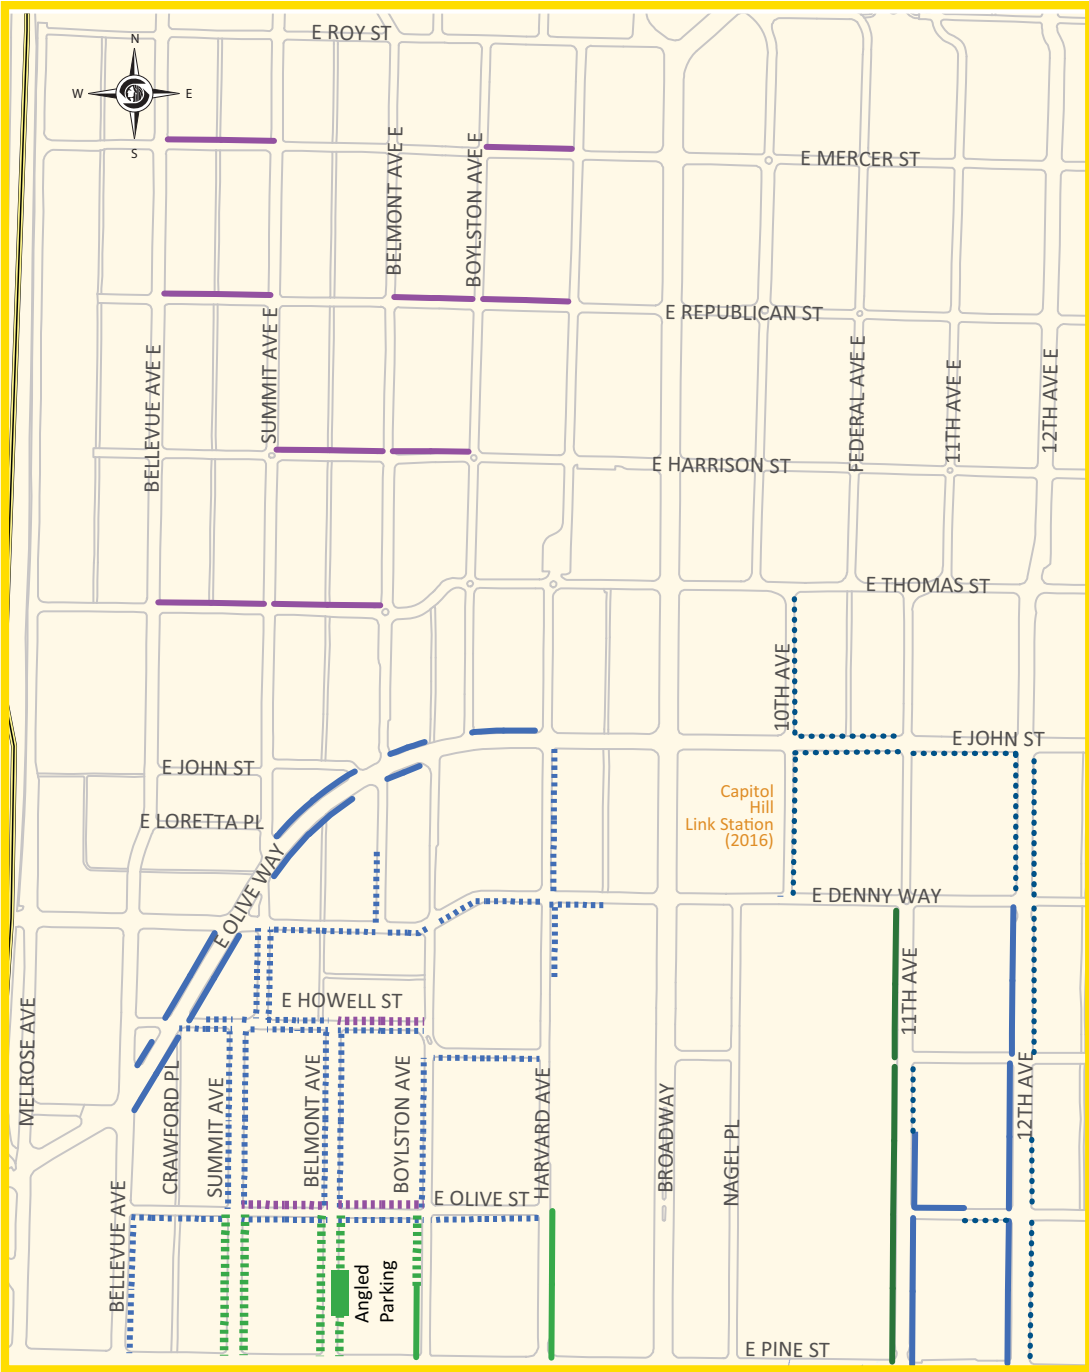 E ROY ST
N
W
E
S
BELMONT AVE E
BOYLSTON AVE E
E MERCER ST
E REPUBLICAN ST
BELLEVUE AVE E
SUMMIT AVE E
FEDERAL AVE E
11TH AVE E
12TH AVE E
E HARRISON ST
E THOMAS ST
10TH AVE
E JOHN ST
E JOHN ST
E LORETTA PL
Capitol
Hill
Link Station
(2016)
E OLIVE WAY
E DENNY WAY
11TH AVE
E HOWELL ST
MELROSE AVE
CRAWFORD PL
SUMMIT AVE
BELMONT AVE
BOYLSTON AVE
HARVARD AVE
BROADWAY
NAGEL PL
12TH AVE
E OLIVE ST
BELLEVUE AVE
Angled
Parking
E PINE ST